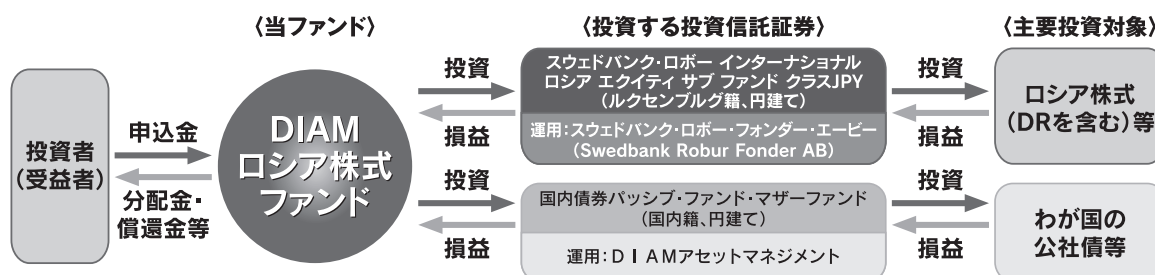 〈当ファンド〉
〈投資する投資信託証券〉
〈主要投資対象〉
投資者
(受益者)
申込金
分配金・
償還金等
DIAM
ロシア株式
ファンド
投資
損益
スウェドバンク・ロボー インターナショナル
ロシア エクイティ サブ ファンド クラスJPY
(ルクセンブルグ籍、円建て)
運用:スウェドバンク・ロボー・フォンダー・エービー
(Swedbank Robur Fonder AB)
投資
損益
ロシア株式
(DRを含む)等
投資
損益
国内債券パッシブ・ファンド・マザーファンド
(国内籍、円建て)
運用:DIAMアセットマネジメント
投資
損益
わが国の
公社債等